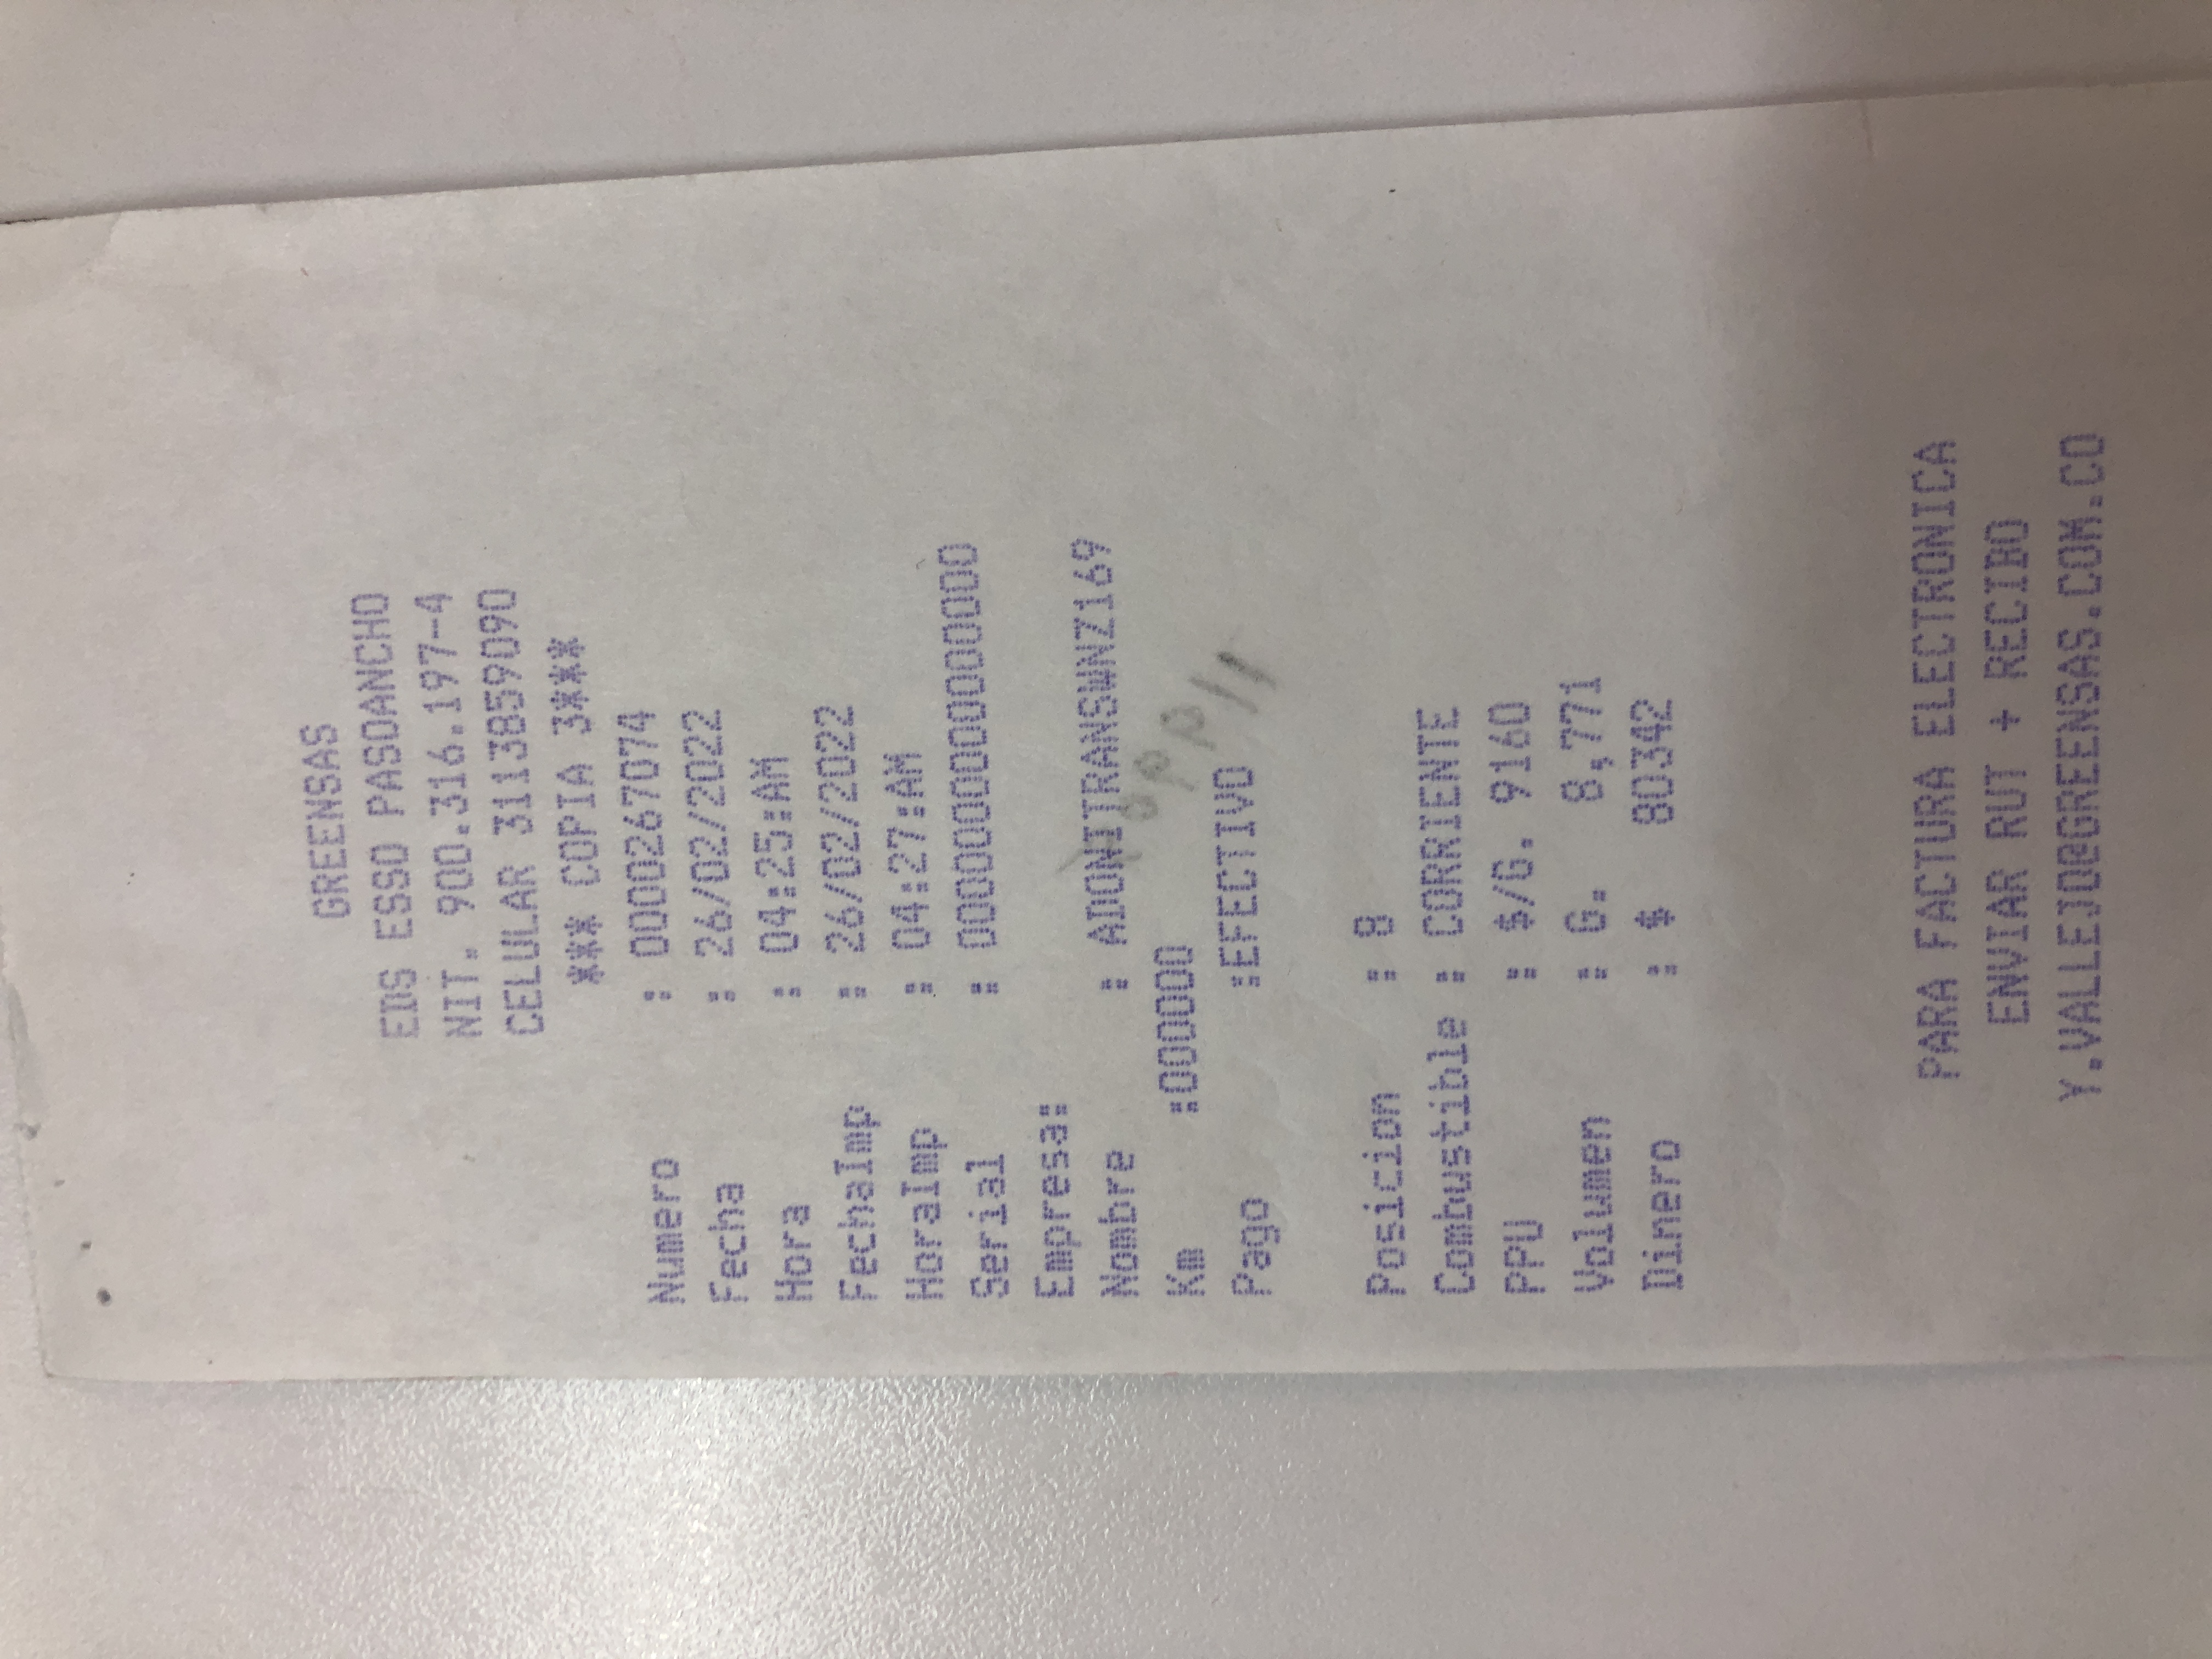 GREENSAS
EDS ESSO PASOANCHO
NIT. 900.316.197-4
CELULAR 3113859090
*** COPIA 3***
Numero : 0000267074
Fecha : 26/02/2022
Hora : 04:25:AM
FechaImp : 26/02/2022
HoraImp : 04:27:AM
Serial : 0000000000000000
Empresa:
Nombre : ADONITRANSWNZ169
Km :000000
Pago :EFECTIVO
Posicion : 8
Combustible : CORRIENTE
PPU : $/G. 9160
Volumen : G. 8,771
Dinero : $ 80342
PARA FACTURA ELECTRONICA
ENVIAR RUT + RECIBO
Y.VALLEJO@GREENSAS.COM.CO